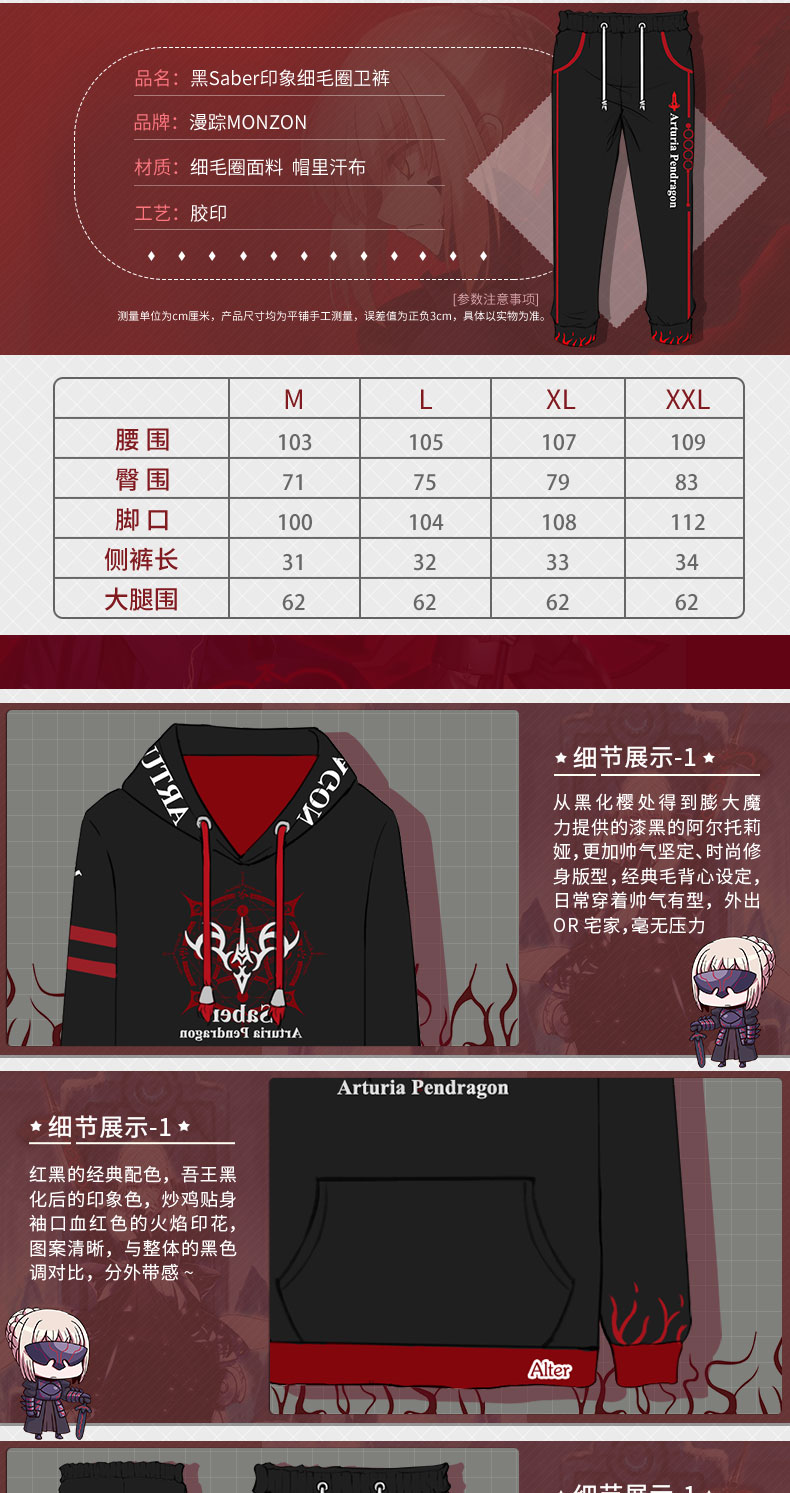 品名：黑Saber印象细毛圈卫裤
品牌：漫踪MONZON
材质：细毛圈面料 帽里汗布
工艺：胶印
[参数注意事项]
测量单位为cm厘米，产品尺寸均为平铺手工测量，误差值为正负3cm，具体以实物为准。
Arturia Pendragon
M L XL XXL
腰围 103 105 107 109
臀围 71 75 79 83
脚口 100 104 108 112
侧裤长 31 32 33 34
大腿围 62 62 62 62
ARTU
AGON
Saber
Arturia Pendragon
细节展示-1
从黑化樱处得到膨大魔
力提供的漆黑的阿尔托莉
娅,更加帅气坚定、时尚修
身版型,经典毛背心设定,
日常穿着帅气有型，外出
OR 宅家,毫无压力
细节展示-1
红黑的经典配色，吾王黑
化后的印象色，炒鸡贴身
袖口血红色的火焰印花,
图案清晰，与整体的黑色
调对比，分外带感 ~
Arturia Pendragon
Alter
细节展示-1